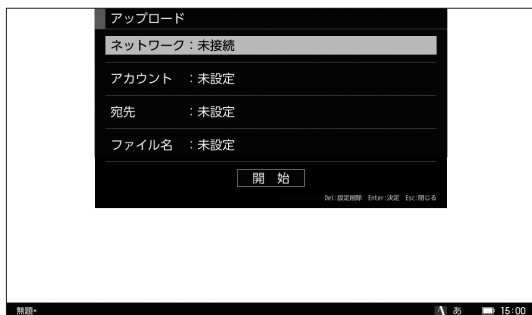 アップロード
ネットワーク：未接続
アカウント ：未設定
宛先 ：未設定
ファイル名 ：未設定
開 始
Del:設定削除 Enter:決定 Esc:閉じる
無題* A あ 15:00